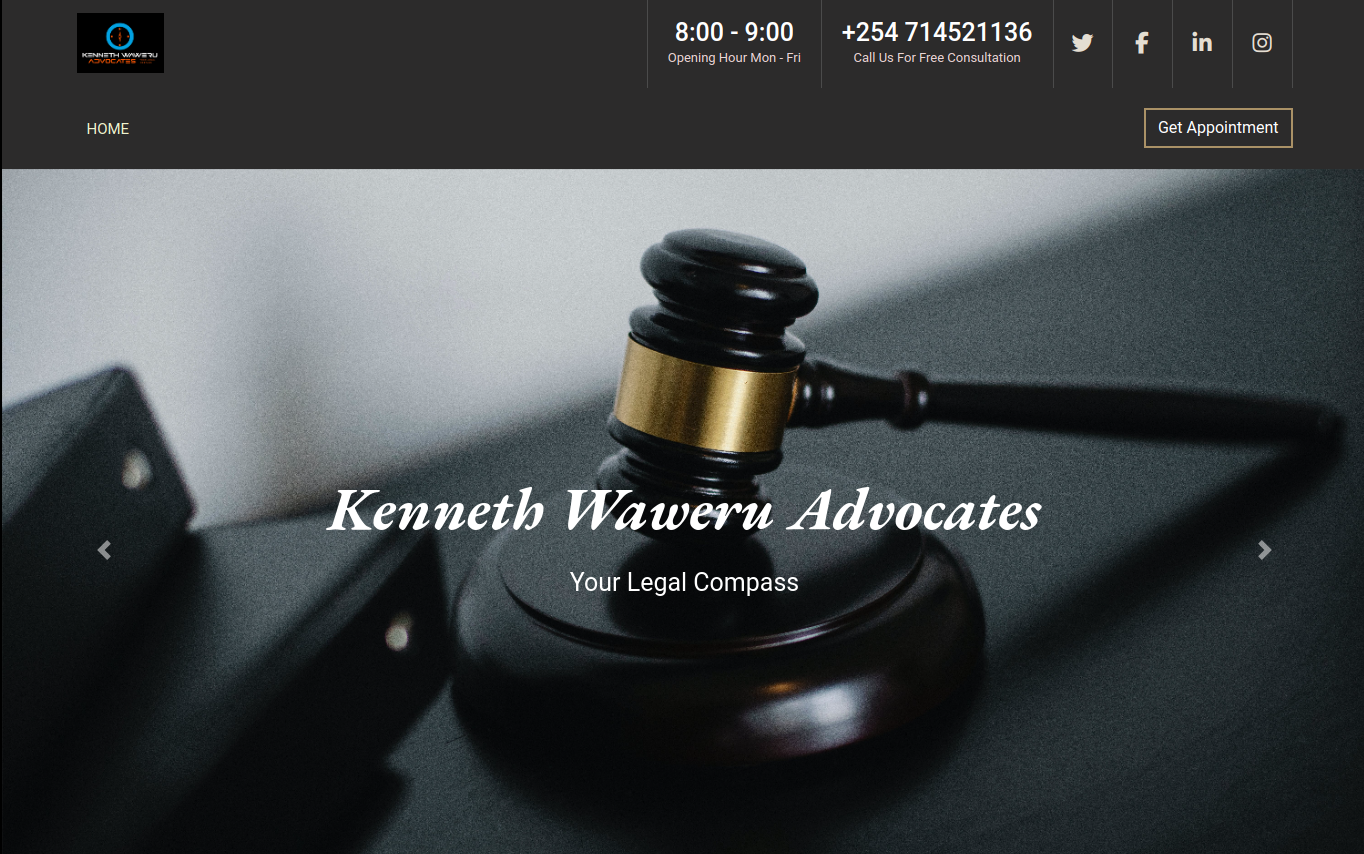 KENNETH WAWERU
ADVOCATES
8:00 - 9:00
Opening Hour Mon - Fri
+254 714521136
Call Us For Free Consultation
HOME
Get Appointment
Kenneth Waweru Advocates
Your Legal Compass